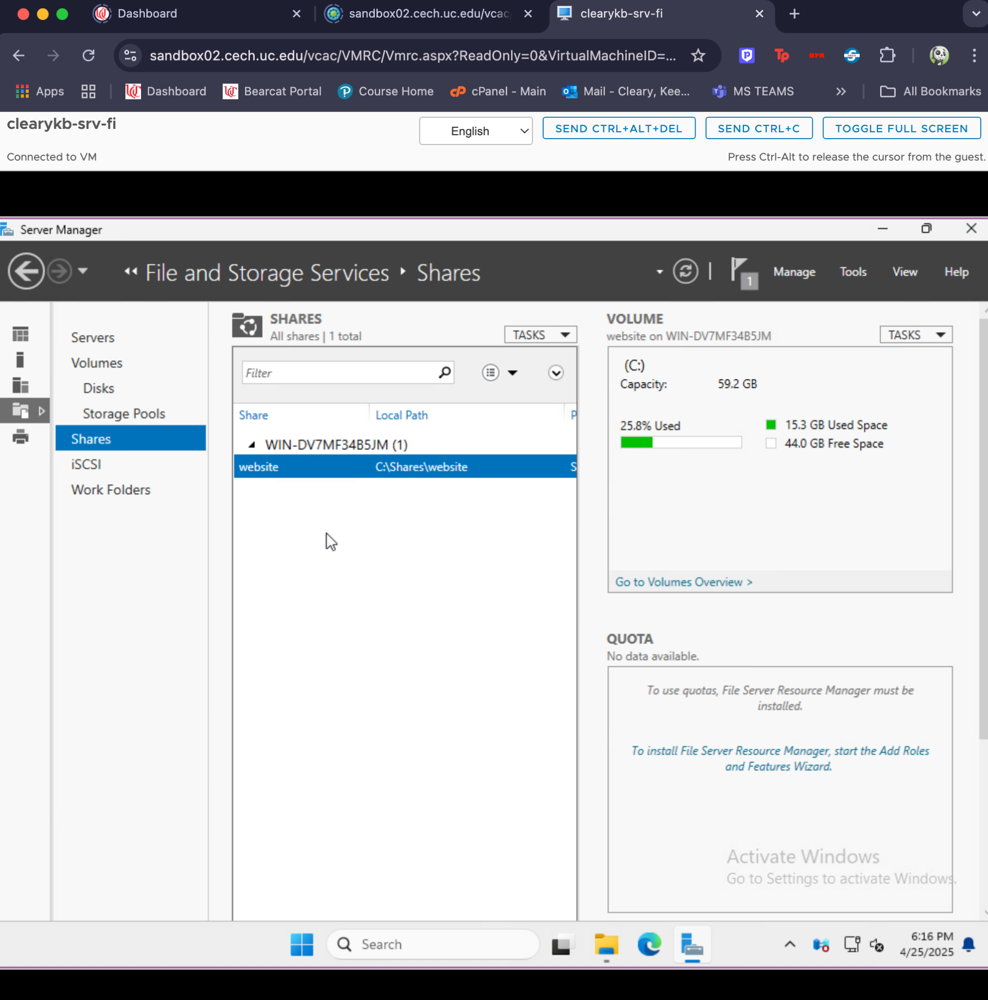 Dashboard
sandbox02.cech.uc.edu/vcac
clearykb-srv-fi
sandbox02.cech.uc.edu/vcac/VMRC/Vmrc.aspx?ReadOnly=0&VirtualMachineID=...
Apps
Dashboard
Bearcat Portal
Course Home
cPanel - Main
Mail - Cleary, Kee...
MS TEAMS
All Bookmarks
clearykb-srv-fi
English
SEND CTRL+ALT+DEL
SEND CTRL+C
TOGGLE FULL SCREEN
Connected to VM
Press Ctrl-Alt to release the cursor from the guest.
Server Manager
File and Storage Services
Shares
1
Manage
Tools
View
Help
Servers
Volumes
Disks
Storage Pools
Shares
iSCSI
Work Folders
SHARES
All shares | 1 total
TASKS
Filter
Share
Local Path
P
WIN-DV7MF34B5JM (1)
website
C:\Shares\website
S
VOLUME
website on WIN-DV7MF34B5JM
TASKS
(C:)
Capacity:
59.2 GB
25.8% Used
15.3 GB Used Space
44.0 GB Free Space
Go to Volumes Overview >
QUOTA
No data available.
To use quotas, File Server Resource Manager must be
installed.
To install File Server Resource Manager, start the Add Roles
and Features Wizard.
Activate Windows
Go to Settings to activate Windows.
Search
6:16 PM
4/25/2025